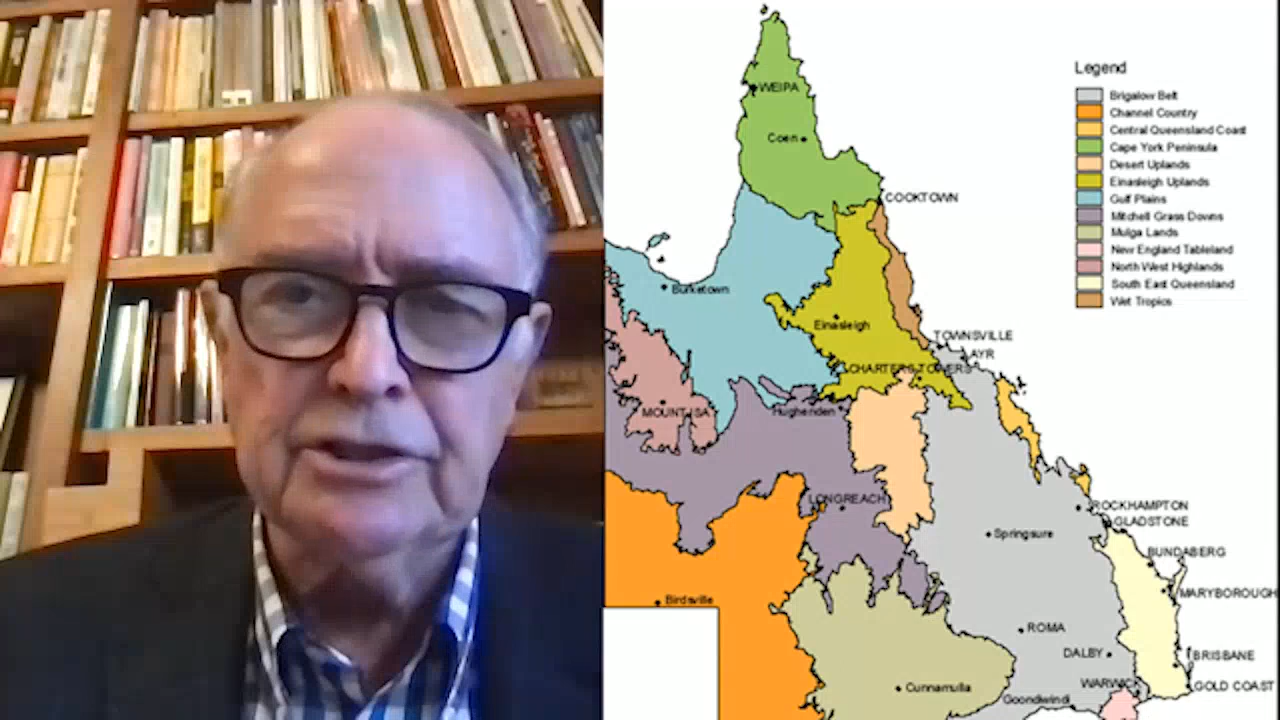 WEIPA
Coen
COOKTOWN
Burketown
Einasleigh
TOWNSVILLE
AYR
CHARTERS TOWERS
MOUNT ISA
Hughenden
LONGREACH
ROCKHAMPTON
GLADSTONE
Springsure
BUNDABERG
MARYBOROUGH
Birdsville
ROMA
DALBY
BRISBANE
WARWICK
GOLD COAST
Cunnamulla
Goondiwindi
Legend
Brigalow Belt
Channel Country
Central Queensland Coast
Cape York Peninsula
Desert Uplands
Einasleigh Uplands
Gulf Plains
Mitchell Grass Downs
Mulga Lands
New England Tableland
North West Highlands
South East Queensland
Wet Tropics